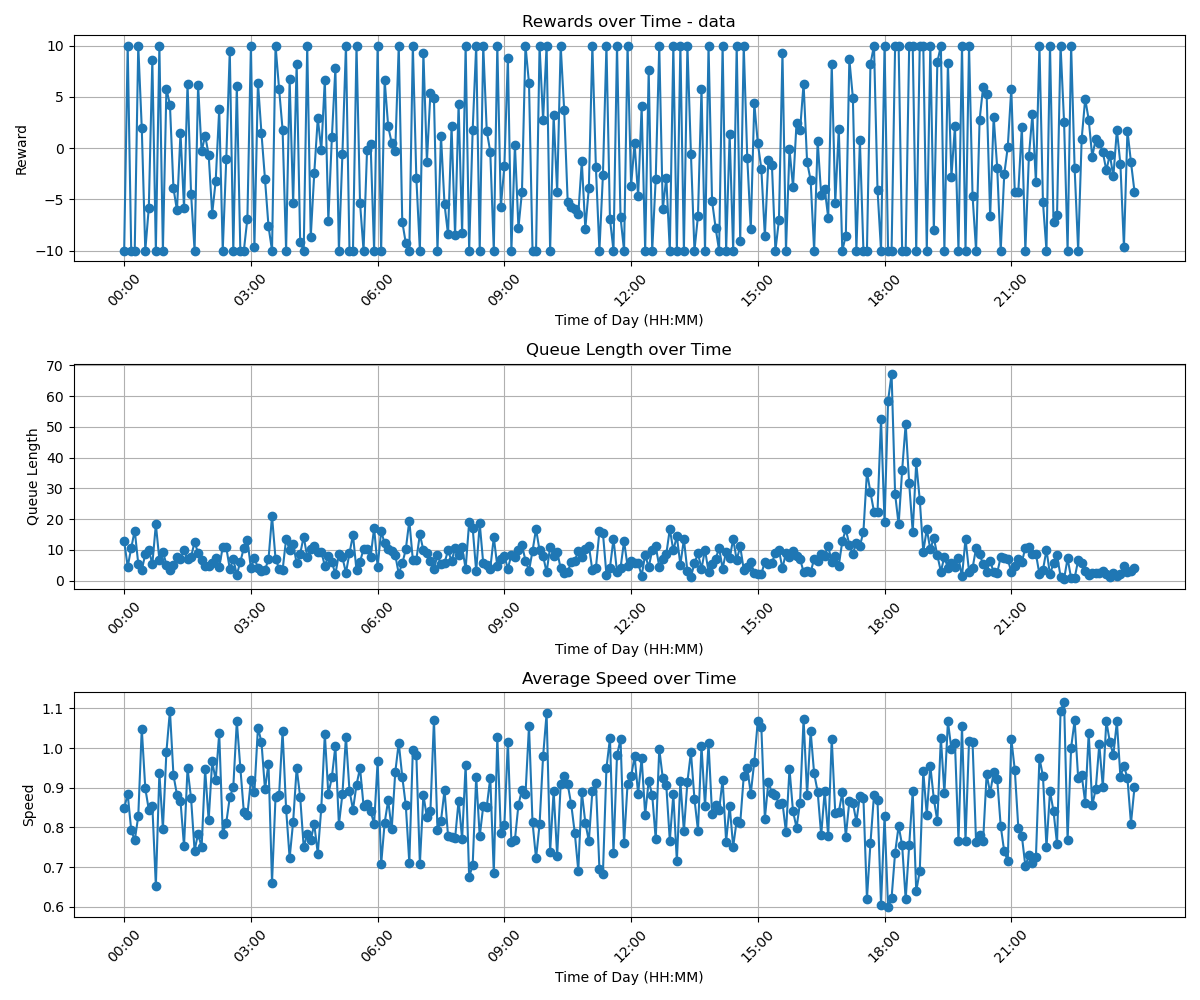 Rewards over Time - data
10
5
0
−5
−10
Reward
00:00 03:00 06:00 09:00 12:00 15:00 18:00 21:00
Time of Day (HH:MM)
Queue Length over Time
70
60
50
40
30
20
10
0
Queue Length
00:00 03:00 06:00 09:00 12:00 15:00 18:00 21:00
Time of Day (HH:MM)
Average Speed over Time
1.1
1.0
0.9
0.8
0.7
0.6
Speed
00:00 03:00 06:00 09:00 12:00 15:00 18:00 21:00
Time of Day (HH:MM)